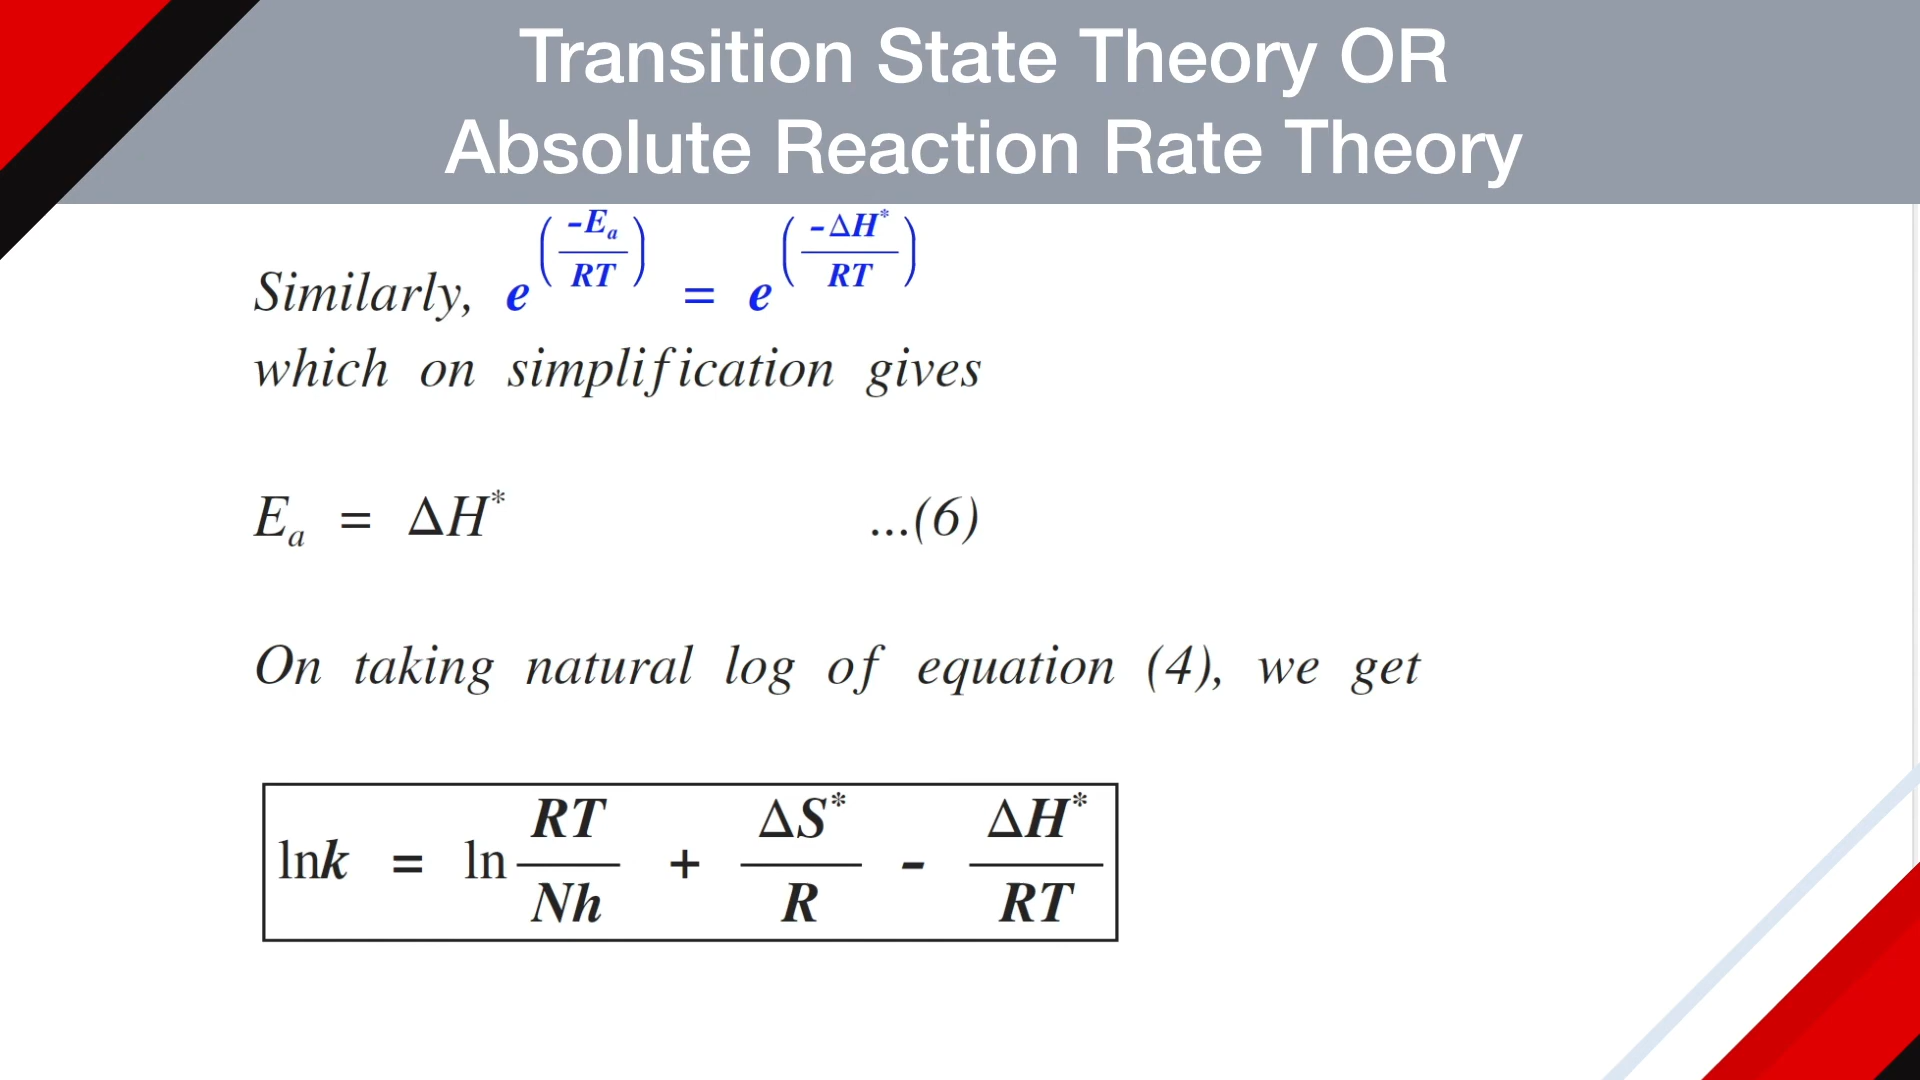 Transition State Theory OR
Absolute Reaction Rate Theory
Similarly, e^(-Eₐ/RT) = e^(-ΔH*/RT)
which on simplification gives
Eₐ = ΔH* ...(6)
On taking natural log of equation (4), we get
lnk = ln RT/Nh + ΔS*/R - ΔH*/RT